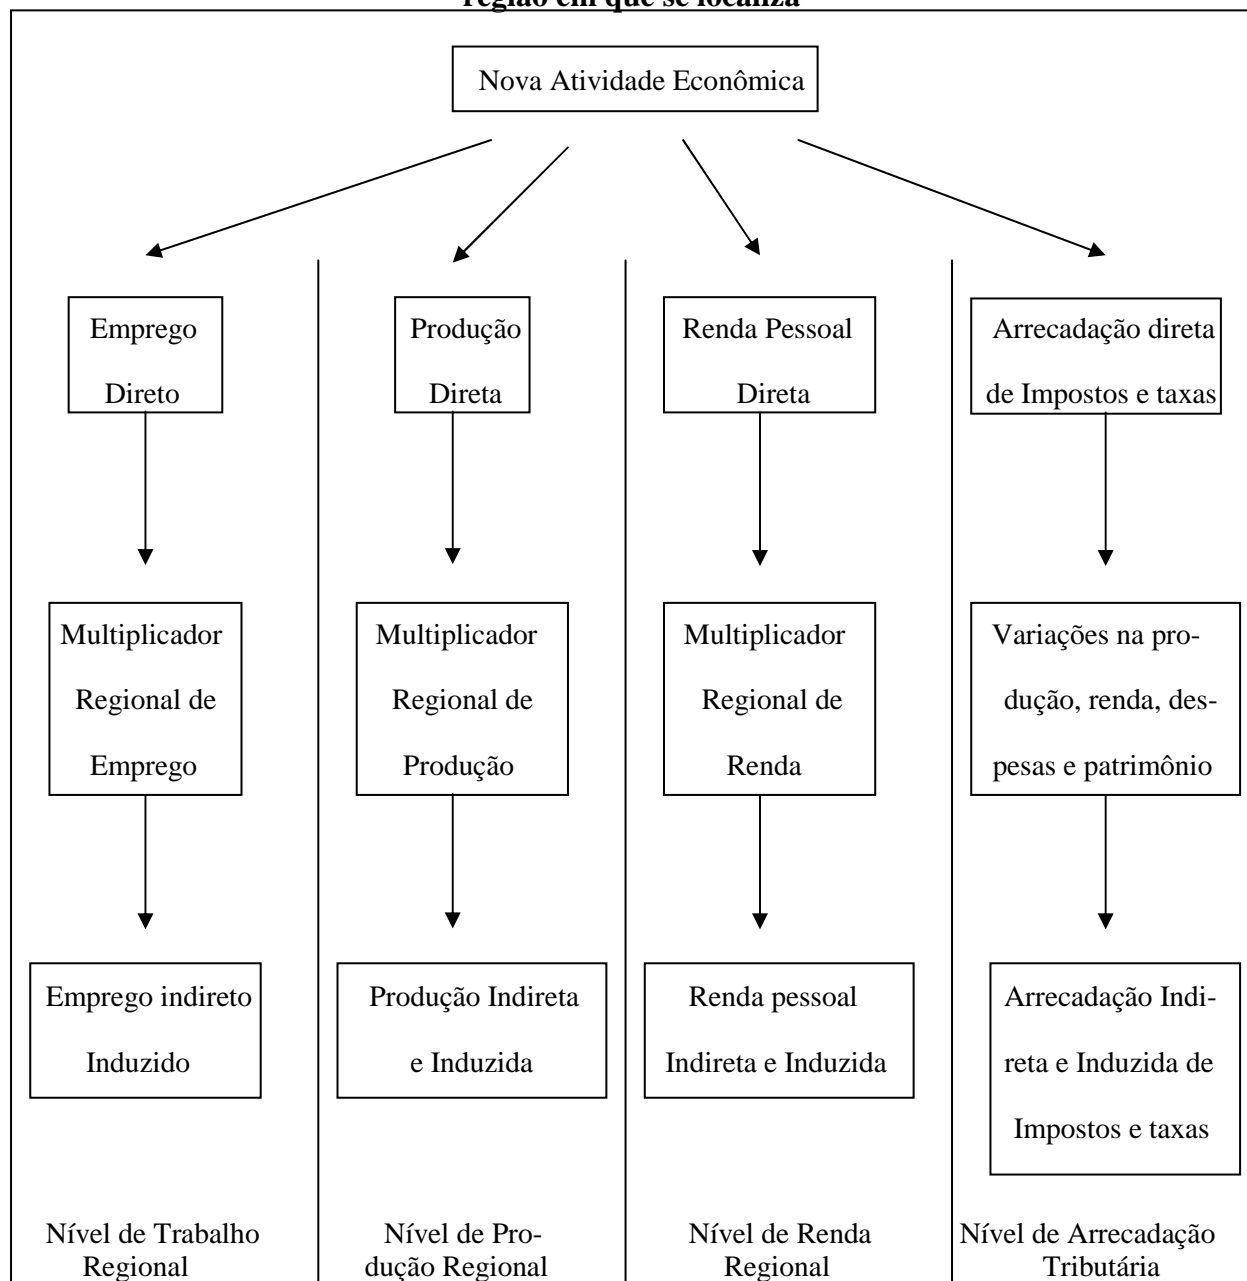 região em que se localiza
Nova Atividade Econômica
Emprego
Direto
Produção
Direta
Renda Pessoal
Direta
Arrecadação direta
de Impostos e taxas
Multiplicador
Regional de
Emprego
Multiplicador
Regional de
Produção
Multiplicador
Regional de
Renda
Variações na pro-
dução, renda, des-
pesas e patrimônio
Emprego indireto
Induzido
Produção Indireta
e Induzida
Renda pessoal
Indireta e Induzida
Arrecadação Indi-
reta e Induzida de
Impostos e taxas
Nível de Trabalho
Regional
Nível de Pro-
dução Regional
Nível de Renda
Regional
Nível de Arrecadação
Tributária